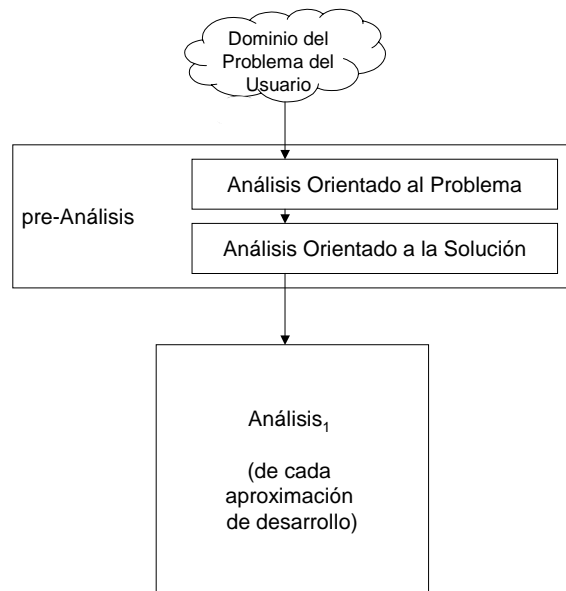 Dominio del
Problema del
Usuario
Análisis Orientado al Problema
pre-Análisis
Análisis Orientado a la Solución
Análisis₁
(de cada
aproximación
de desarrollo)